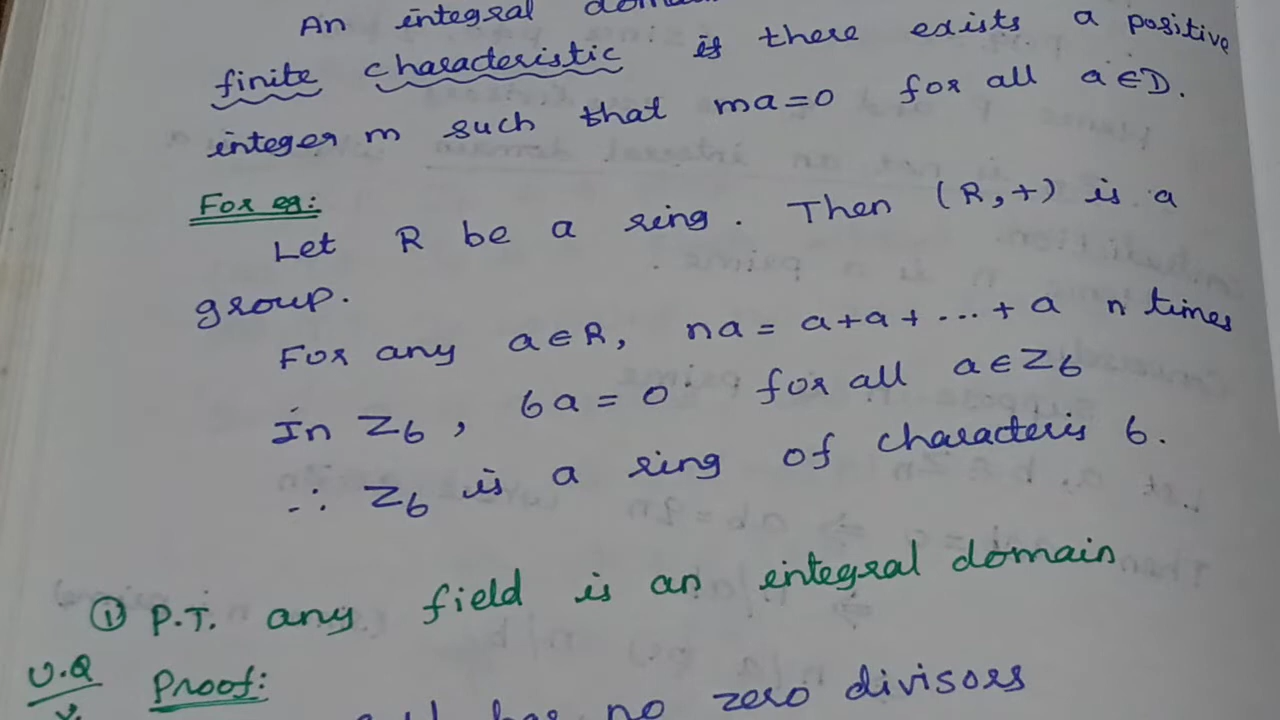 An integral
finite characteristic if there exists a positive
integer m such that ma=0 for all a∈D.
For eg:
Let R be a ring. Then (R,+) is a
group.
For any a∈R, na = a+a+...+a n times
In Z6, 6a = 0 for all a∈Z6
∴ Z6 is a ring of characteris 6.
① P.T. any field is an integral domain
U.Q
Proof:
has no zero divisors